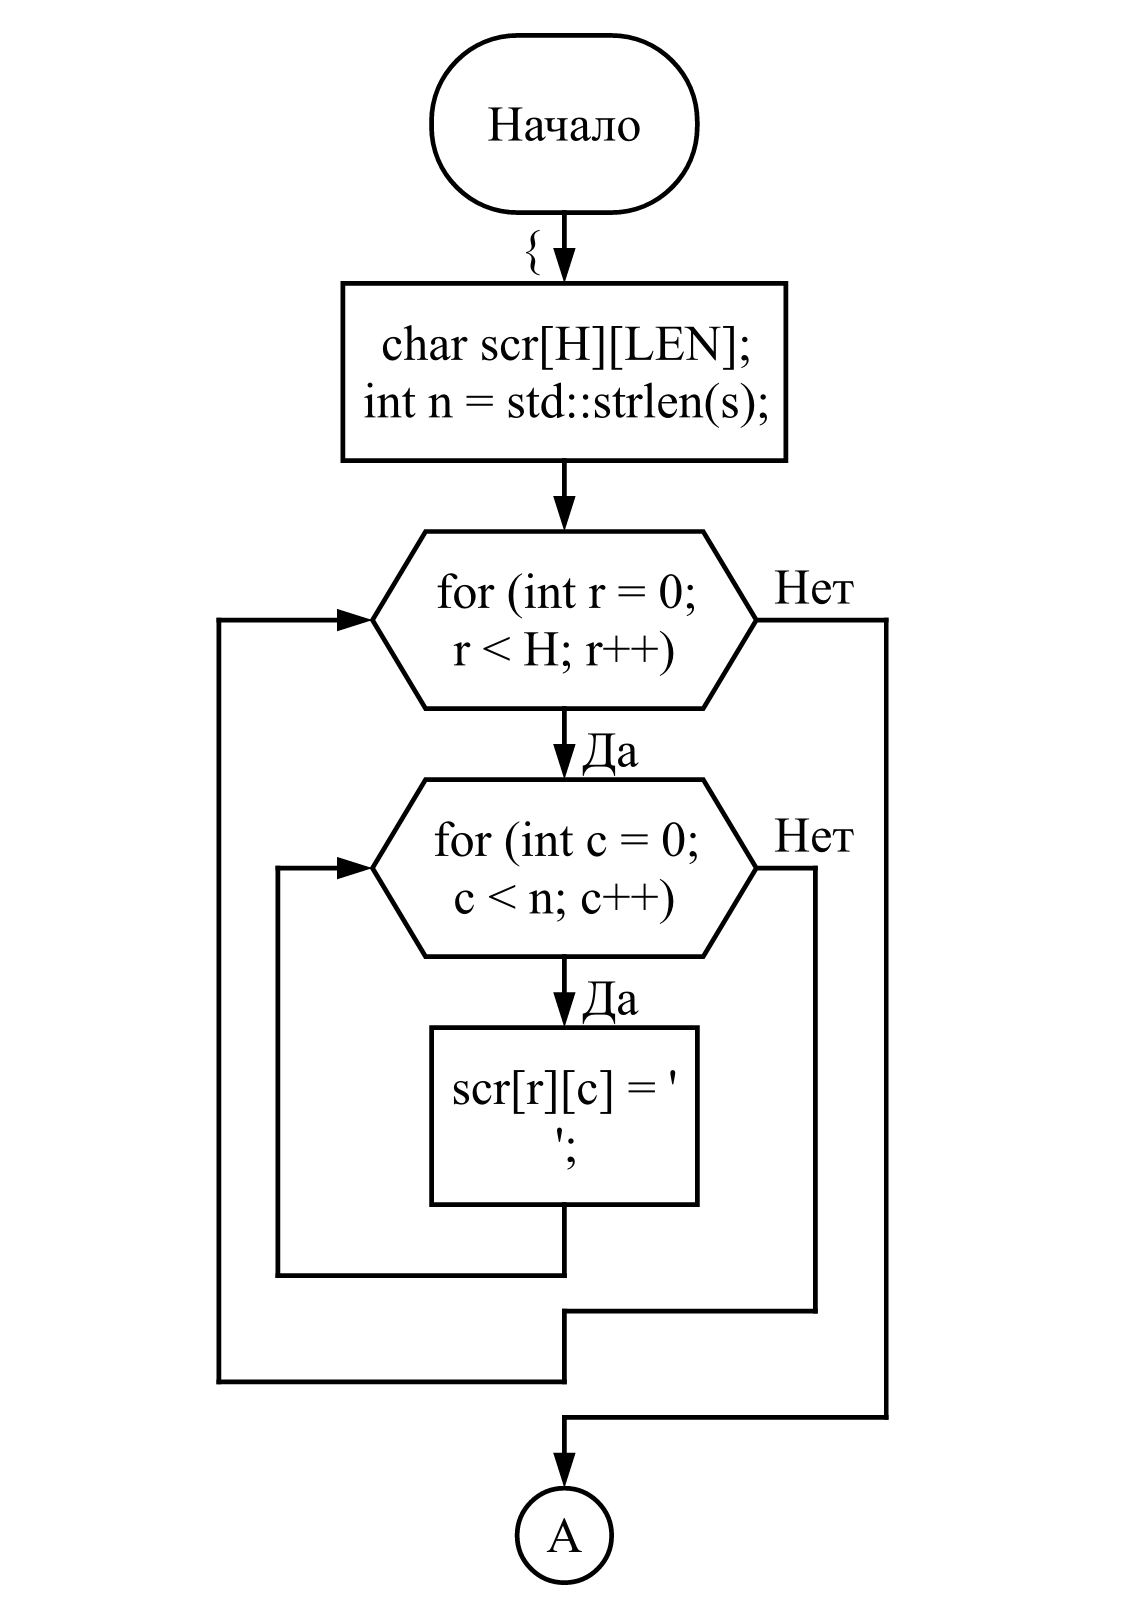 Начало
{
char scr[H][LEN];
int n = std::strlen(s);
for (int r = 0;
r < H; r++)
Нет
Да
for (int c = 0;
c < n; c++)
Нет
Да
scr[r][c] = '
';
А